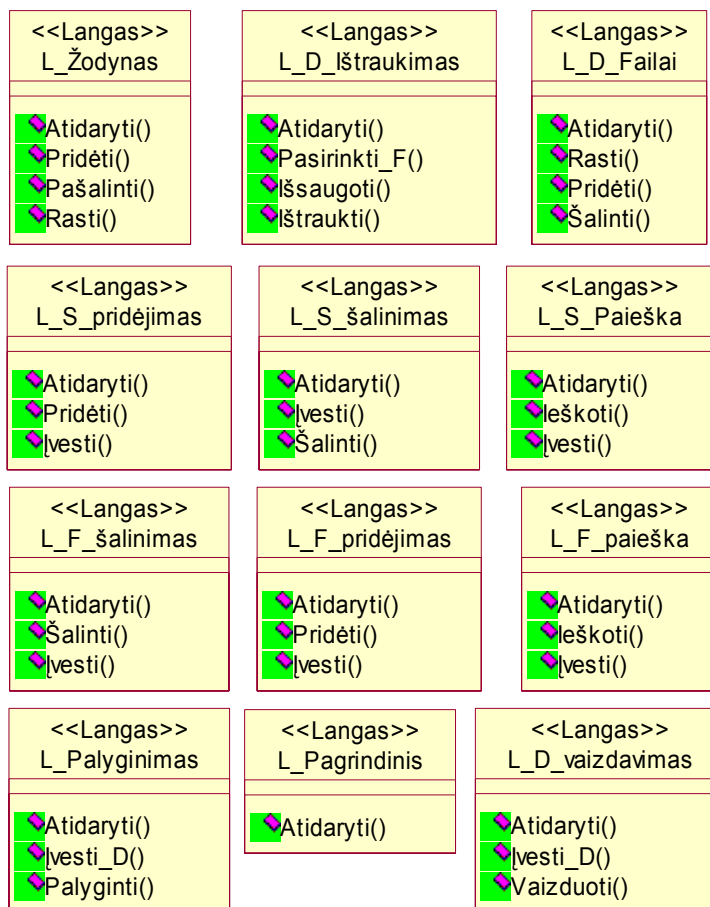 <<Langas>>
L_Žodynas
Atidaryti()
Pridėti()
Pašalinti()
Rasti()
<<Langas>>
L_D_Ištraukimas
Atidaryti()
Pasirinkti_F()
Išsaugoti()
Ištraukti()
<<Langas>>
L_D_Failai
Atidaryti()
Rasti()
Pridėti()
Šalinti()
<<Langas>>
L_S_pridėjimas
Atidaryti()
Pridėti()
Įvesti()
<<Langas>>
L_S_šalinimas
Atidaryti()
Įvesti()
Šalinti()
<<Langas>>
L_S_Paieška
Atidaryti()
Ieškoti()
Įvesti()
<<Langas>>
L_F_šalinimas
Atidaryti()
Šalinti()
Įvesti()
<<Langas>>
L_F_pridėjimas
Atidaryti()
Pridėti()
Įvesti()
<<Langas>>
L_F_paieška
Atidaryti()
Ieškoti()
Įvesti()
<<Langas>>
L_Palyginimas
Atidaryti()
Įvesti_D()
Palyginti()
<<Langas>>
L_Pagrindinis
Atidaryti()
<<Langas>>
L_D_vaizdavimas
Atidaryti()
Įvesti_D()
Vaizduoti()